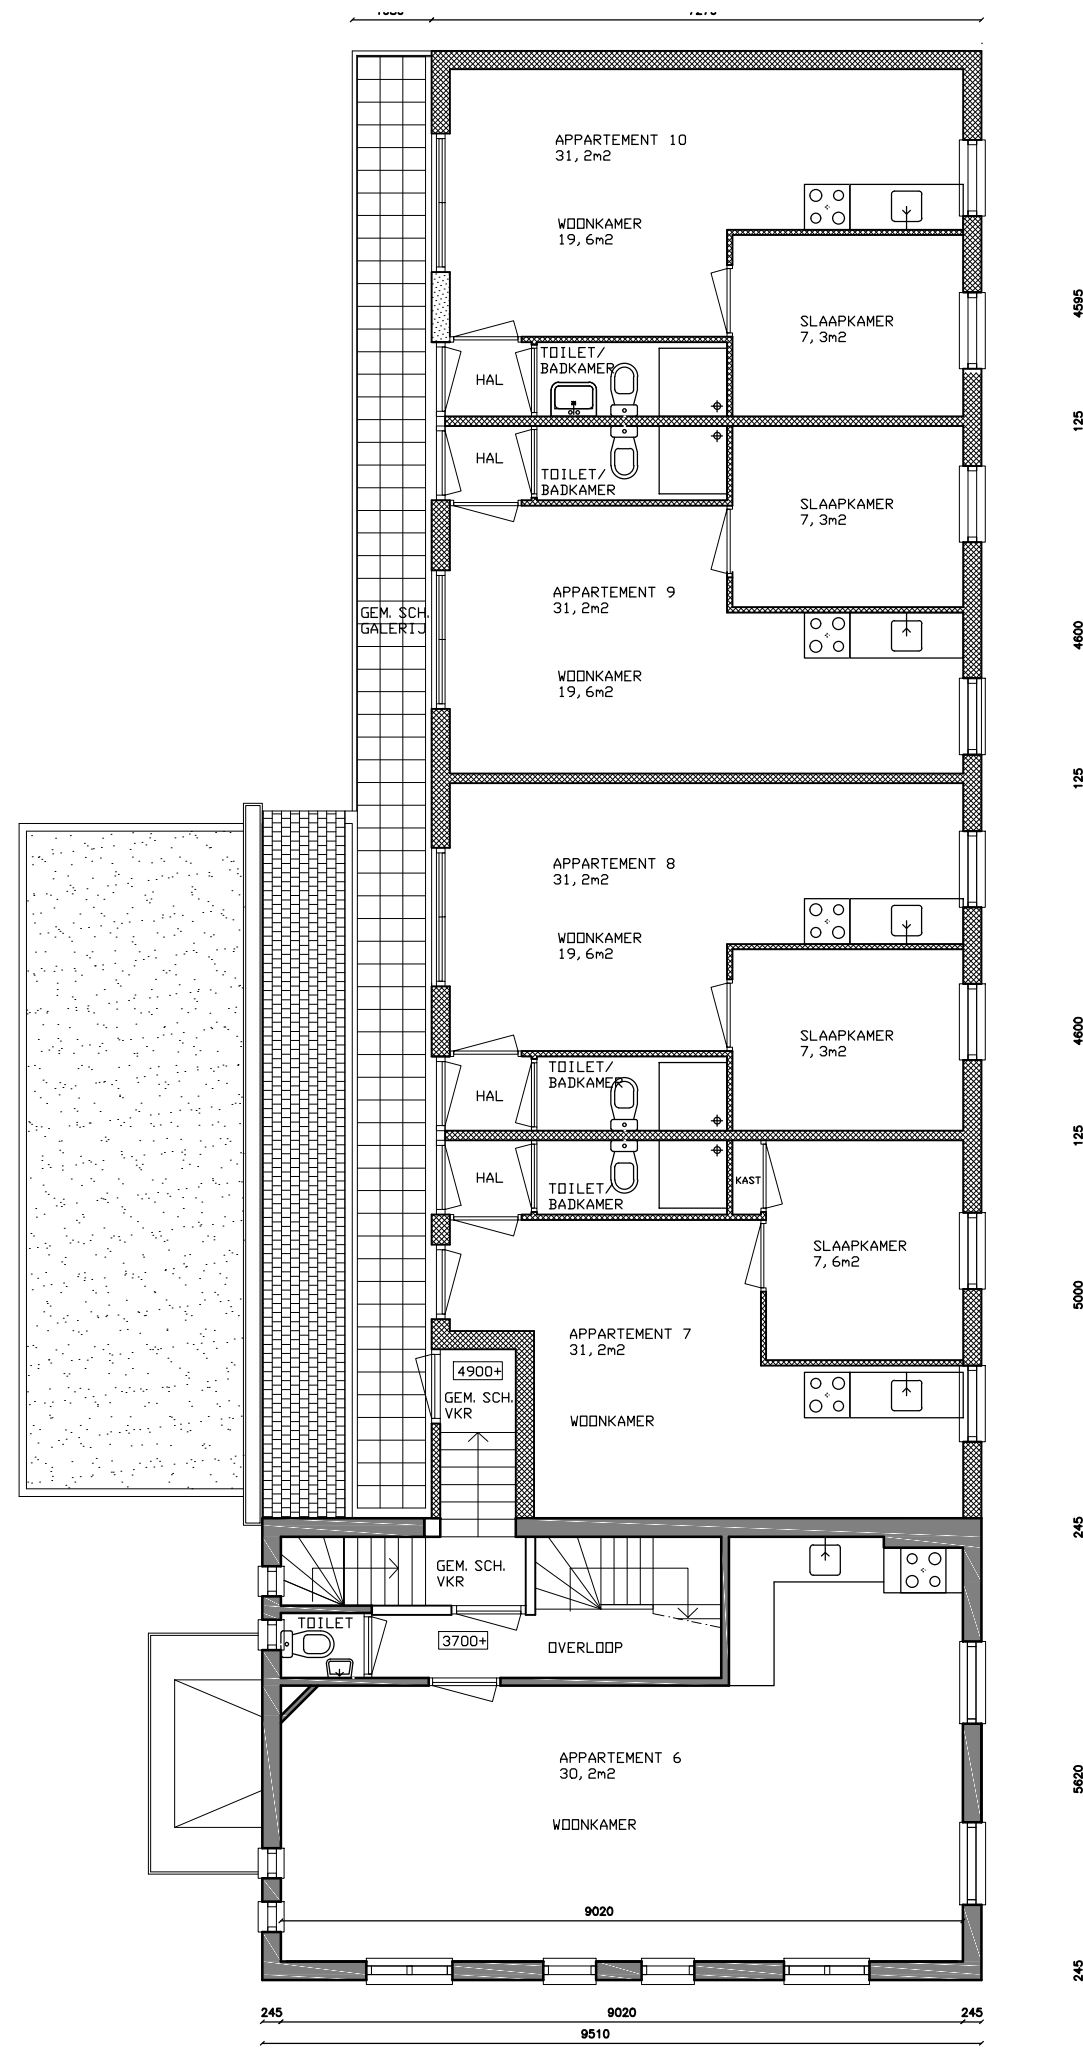 7270
APPARTEMENT 10
31,2m2
WOONKAMER
19,6m2
4595
SLAAPKAMER
7,3m2
TOILET/
BADKAMER
HAL
125
HAL
TOILET/
BADKAMER
SLAAPKAMER
7,3m2
APPARTEMENT 9
31,2m2
GEM. SCH.
GALERIJ
4600
WOONKAMER
19,6m2
125
APPARTEMENT 8
31,2m2
WOONKAMER
19,6m2
4600
SLAAPKAMER
7,3m2
TOILET/
BADKAMER
HAL
125
HAL
TOILET/
BADKAMER
KAST
SLAAPKAMER
7,6m2
5000
APPARTEMENT 7
31,2m2
4900+
GEM. SCH.
VKR
WOONKAMER
245
GEM. SCH.
VKR
TOILET
3700+
OVERLOOP
APPARTEMENT 6
30,2m2
5620
WOONKAMER
9020
245
245
9020
245
9510